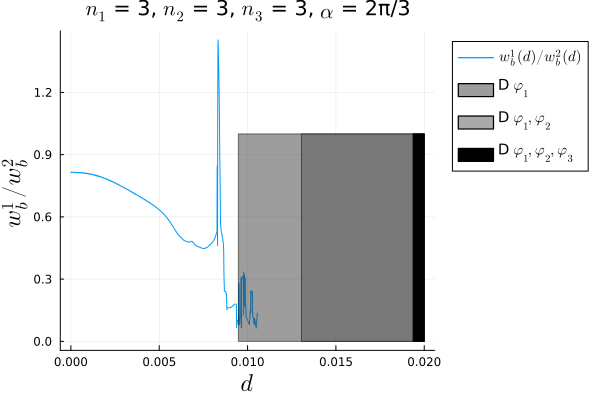 n₁ = 3, n₂ = 3, n₃ = 3, α = 2π/3
w_b^1/w_b^2
1.2
0.9
0.6
0.3
0.0
0.000 0.005 0.010 0.015 0.020
d
w_b^1(d)/w_b^2(d)
D φ₁
D φ₁, φ₂
D φ₁, φ₂, φ₃